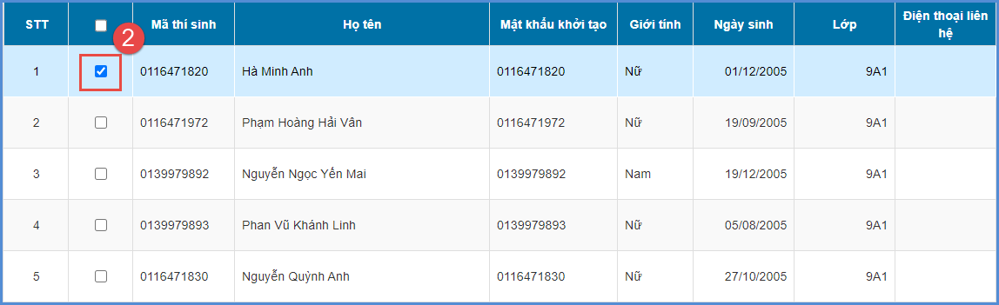 STT Mã thí sinh Họ tên Mật khẩu khởi tạo Giới tính Ngày sinh Lớp Điện thoại liên hệ
2
1 0116471820 Hà Minh Anh 0116471820 Nữ 01/12/2005 9A1
2 0116471972 Phạm Hoàng Hải Vân 0116471972 Nữ 19/09/2005 9A1
3 0139979892 Nguyễn Ngọc Yến Mai 0139979892 Nam 19/12/2005 9A1
4 0139979893 Phan Vũ Khánh Linh 0139979893 Nữ 05/08/2005 9A1
5 0116471830 Nguyễn Quỳnh Anh 0116471830 Nữ 27/10/2005 9A1